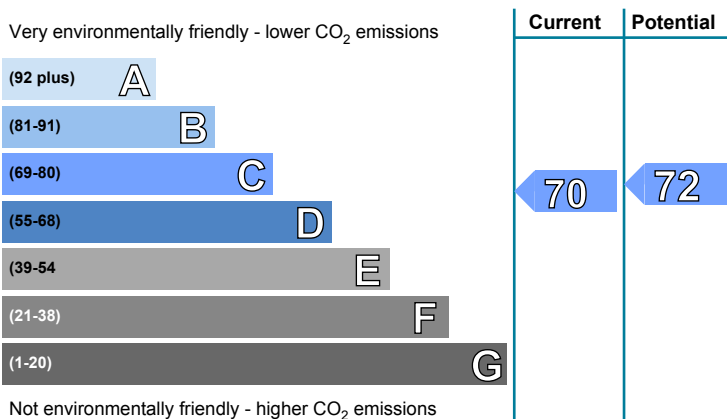 Current Potential
Very environmentally friendly - lower CO2 emissions
(92 plus) A
(81-91) B
(69-80) C
70 72
(55-68) D
(39-54 E
(21-38) F
(1-20) G
Not environmentally friendly - higher CO2 emissions